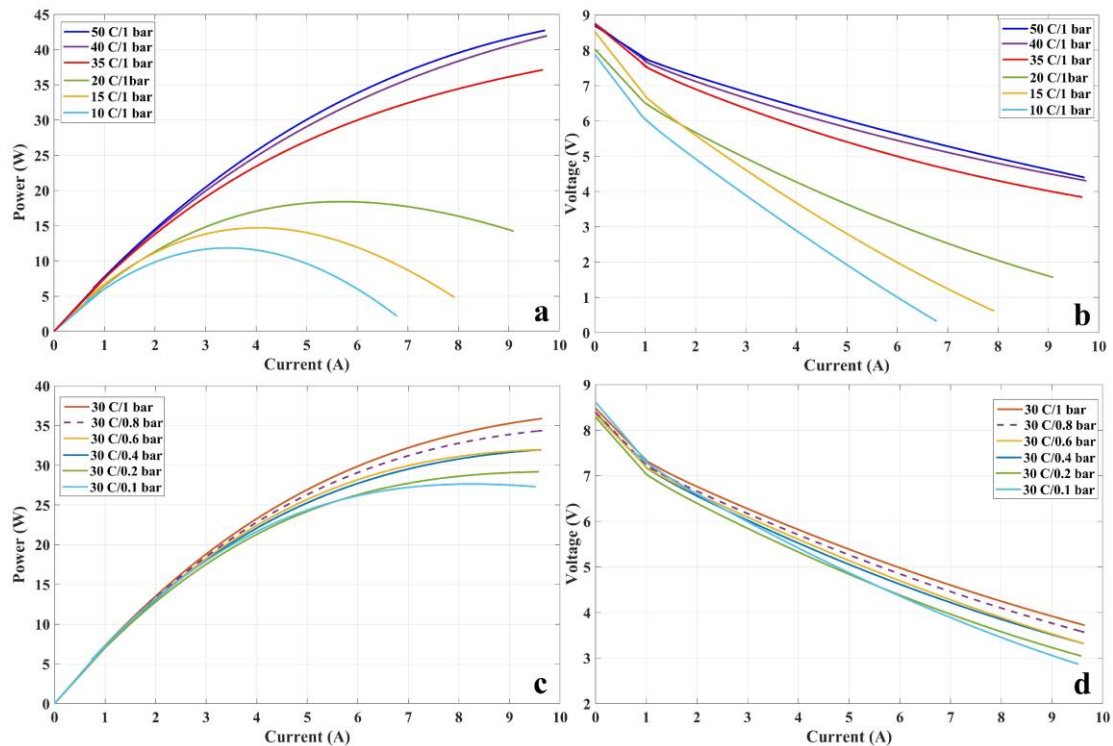 45
40
35
30
25
20
15
10
5
0
Power (W)
50 C/1 bar
40 C/1 bar
35 C/1 bar
20 C/1bar
15 C/1 bar
10 C/1 bar
a
0 1 2 3 4 5 6 7 8 9 10
Current (A)
9
8
7
6
5
4
3
2
1
0
Voltage (V)
50 C/1 bar
40 C/1 bar
35 C/1 bar
20 C/1bar
15 C/1 bar
10 C/1 bar
b
0 1 2 3 4 5 6 7 8 9 10
Current (A)
40
35
30
25
20
15
10
5
0
Power (W)
30 C/1 bar
30 C/0.8 bar
30 C/0.6 bar
30 C/0.4 bar
30 C/0.2 bar
30 C/0.1 bar
c
0 1 2 3 4 5 6 7 8 9 10
Current (A)
9
8
7
6
5
4
3
2
Voltage (V)
30 C/1 bar
30 C/0.8 bar
30 C/0.6 bar
30 C/0.4 bar
30 C/0.2 bar
30 C/0.1 bar
d
0 1 2 3 4 5 6 7 8 9 10
Current (A)